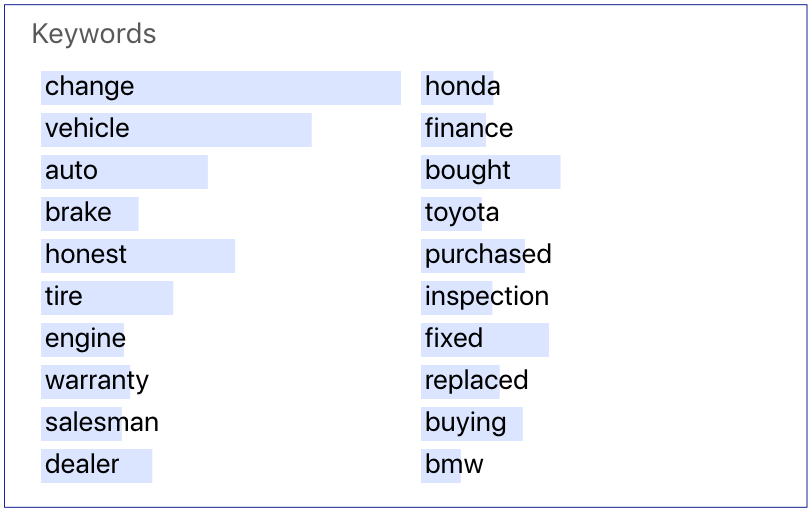 Keywords
change
vehicle
auto
brake
honest
tire
engine
warranty
salesman
dealer
honda
finance
bought
toyota
purchased
inspection
fixed
replaced
buying
bmw